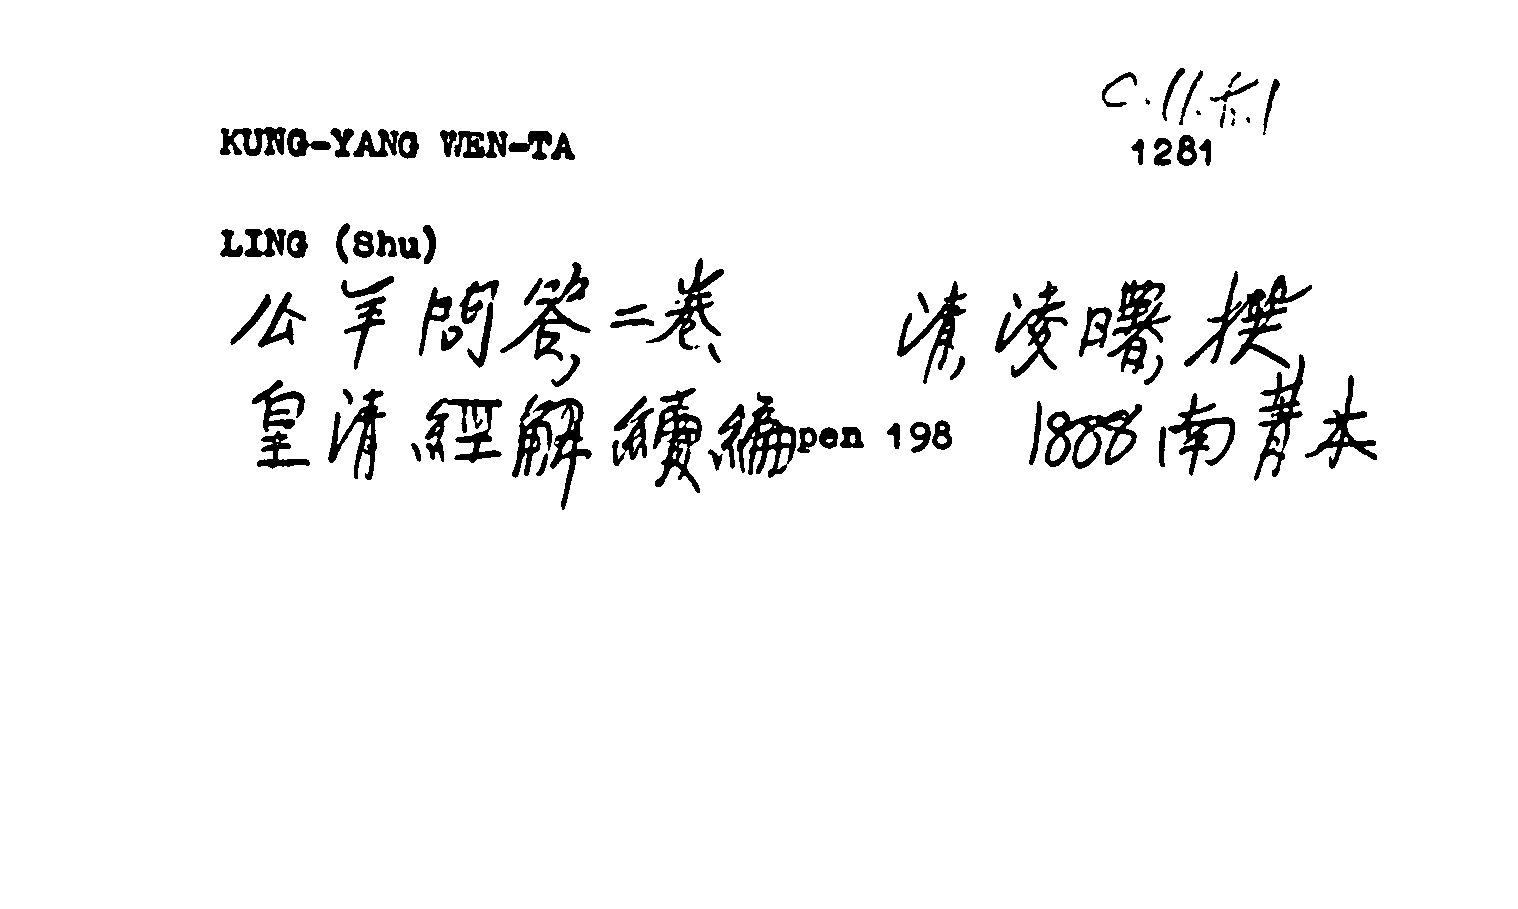 C.11.5.1
KUNG-YANG WEN-TA 1281
LING (Shu)
公羊問答二卷 清凌曙撰
皇清經解續編 pen 198 1888 南菁本